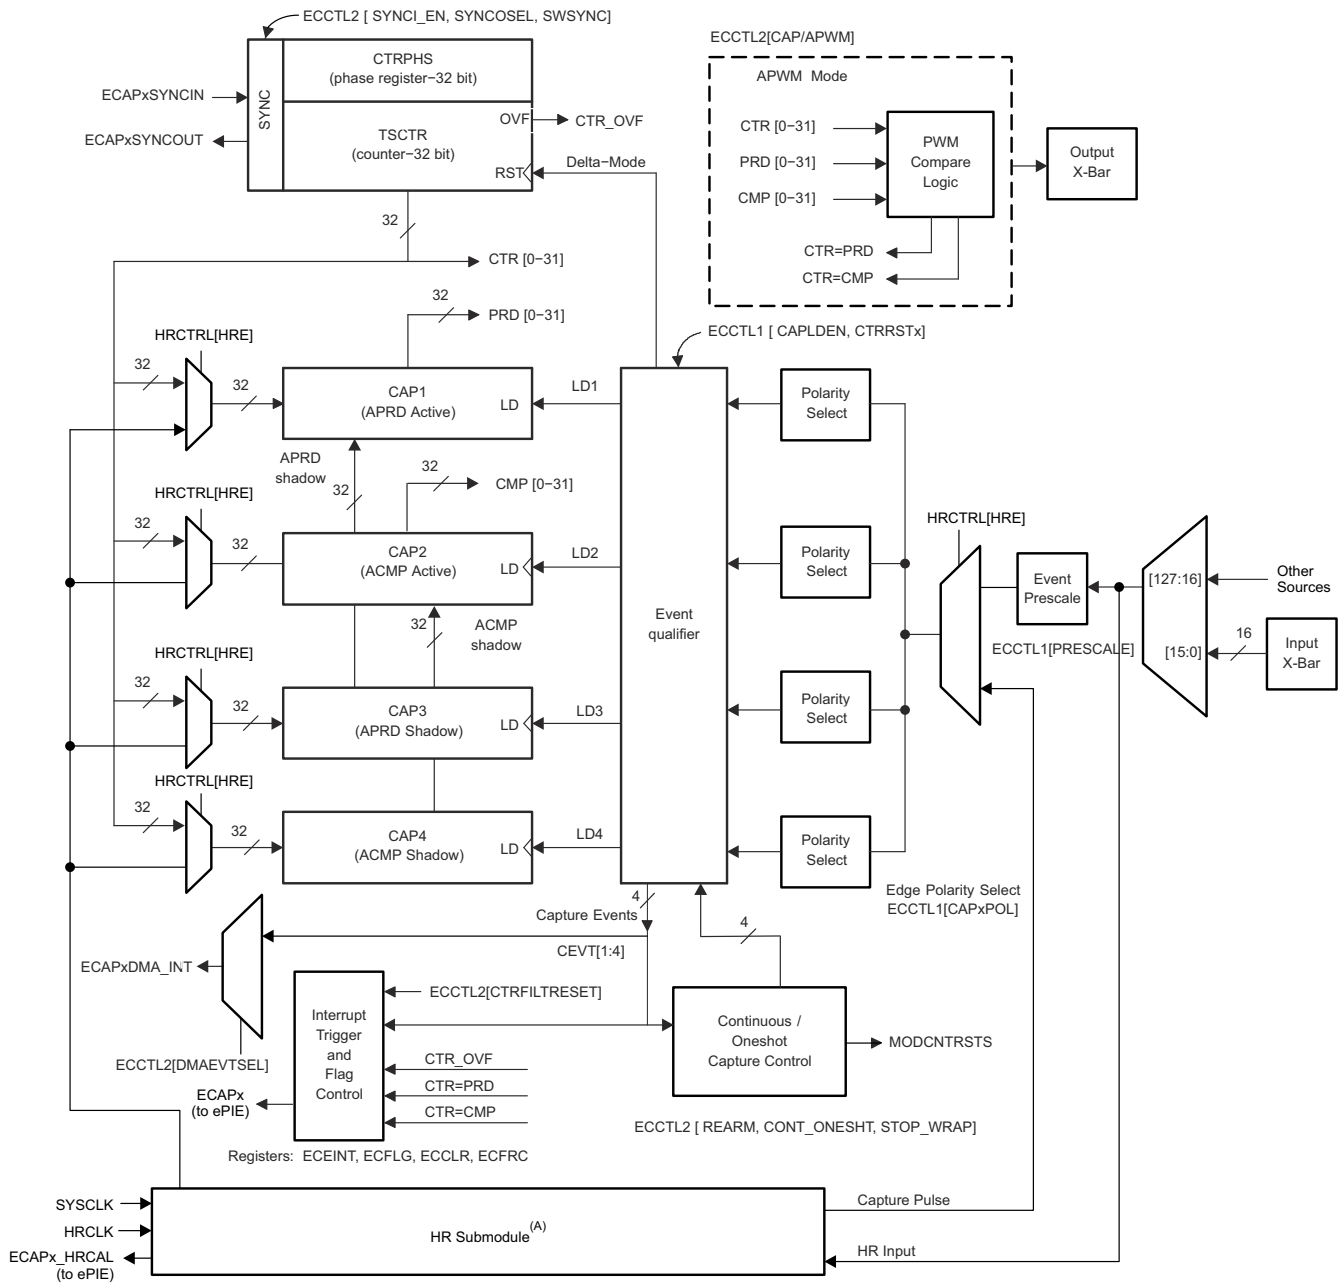 ECCTL2 [ SYNCI_EN, SYNCOSEL, SWSYNC]
SYNC
CTRPHS
(phase register−32 bit)
ECAPxSYNCIN
ECAPxSYNCOUT
TSCTR
(counter−32 bit)
OVF
CTR_OVF
RST
Delta−Mode
32
CTR [0−31]
32
PRD [0−31]
ECCTL2[CAP/APWM]
APWM Mode
CTR [0−31]
PRD [0−31]
CMP [0−31]
PWM
Compare
Logic
CTR=PRD
CTR=CMP
Output
X-Bar
ECCTL1 [ CAPLDEN, CTRRSTx]
HRCTRL[HRE]
32
32
CAP1
(APRD Active)
LD
LD1
Polarity
Select
APRD
shadow
32
32
CMP [0−31]
HRCTRL[HRE]
32
32
CAP2
(ACMP Active)
LD
LD2
Polarity
Select
32
ACMP
shadow
Event
qualifier
HRCTRL[HRE]
Event
Prescale
ECCTL1[PRESCALE]
[127:16]
[15:0]
Other
Sources
16
Input
X-Bar
HRCTRL[HRE]
32
32
CAP3
(APRD Shadow)
LD
LD3
Polarity
Select
HRCTRL[HRE]
32
32
CAP4
(ACMP Shadow)
LD
LD4
Polarity
Select
Edge Polarity Select
ECCTL1[CAPxPOL]
4
Capture Events
CEVT[1:4]
4
ECAPxDMA_INT
ECCTL2[DMAEVTSEL]
Interrupt
Trigger
and
Flag
Control
ECCTL2[CTRFILTRESET]
CTR_OVF
CTR=PRD
CTR=CMP
ECAPx
(to ePIE)
Registers: ECEINT, ECFLG, ECCLR, ECFRC
Continuous /
Oneshot
Capture Control
MODCNTRSTS
ECCTL2 [ REARM, CONT_ONESHT, STOP_WRAP]
SYSCLK
HRCLK
ECAPx_HRCAL
(to ePIE)
HR Submodule(A)
Capture Pulse
HR Input